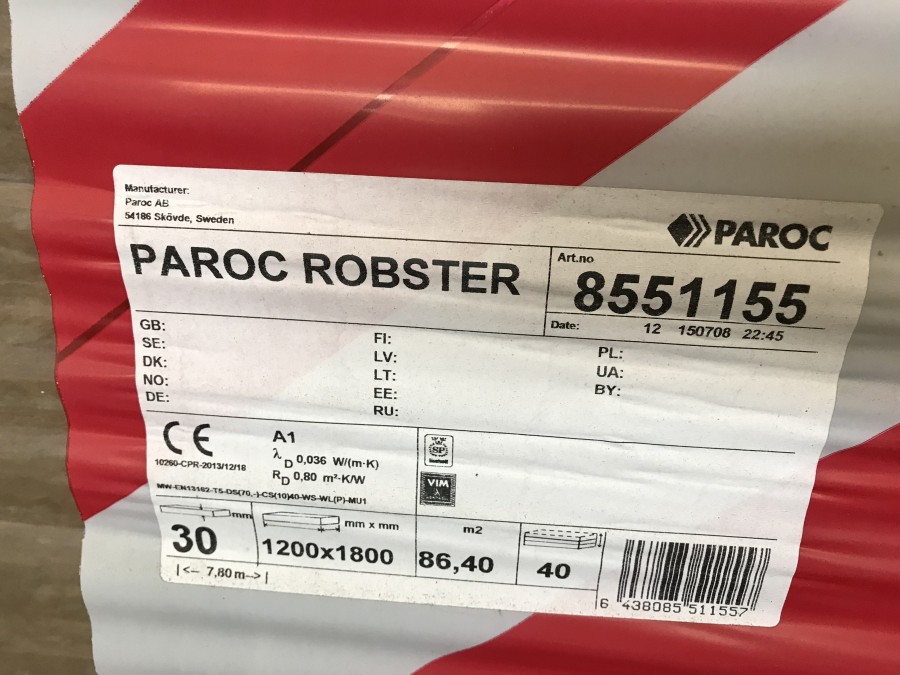 Manufacturer:
Paroc AB
54186 Skövde, Sweden
PAROC
PAROC ROBSTER
Art.no
8551155
Date: 12 150708 22:45
GB:
SE:
DK:
NO:
DE:
FI:
LV:
LT:
EE:
RU:
PL:
UA:
BY:
CE
10260-CPR-2013/12/18
A1
λD 0,036 W/(m·K)
RD 0,80 m²·K/W
MW-EN13162-T5-DS(70,-)-CS(10)40-WS-WL(P)-MU1
SP
VIM
mm
30
|<-- 7,80m-->|
mm x mm
1200x1800
m2
86,40
40
6 438085 511557